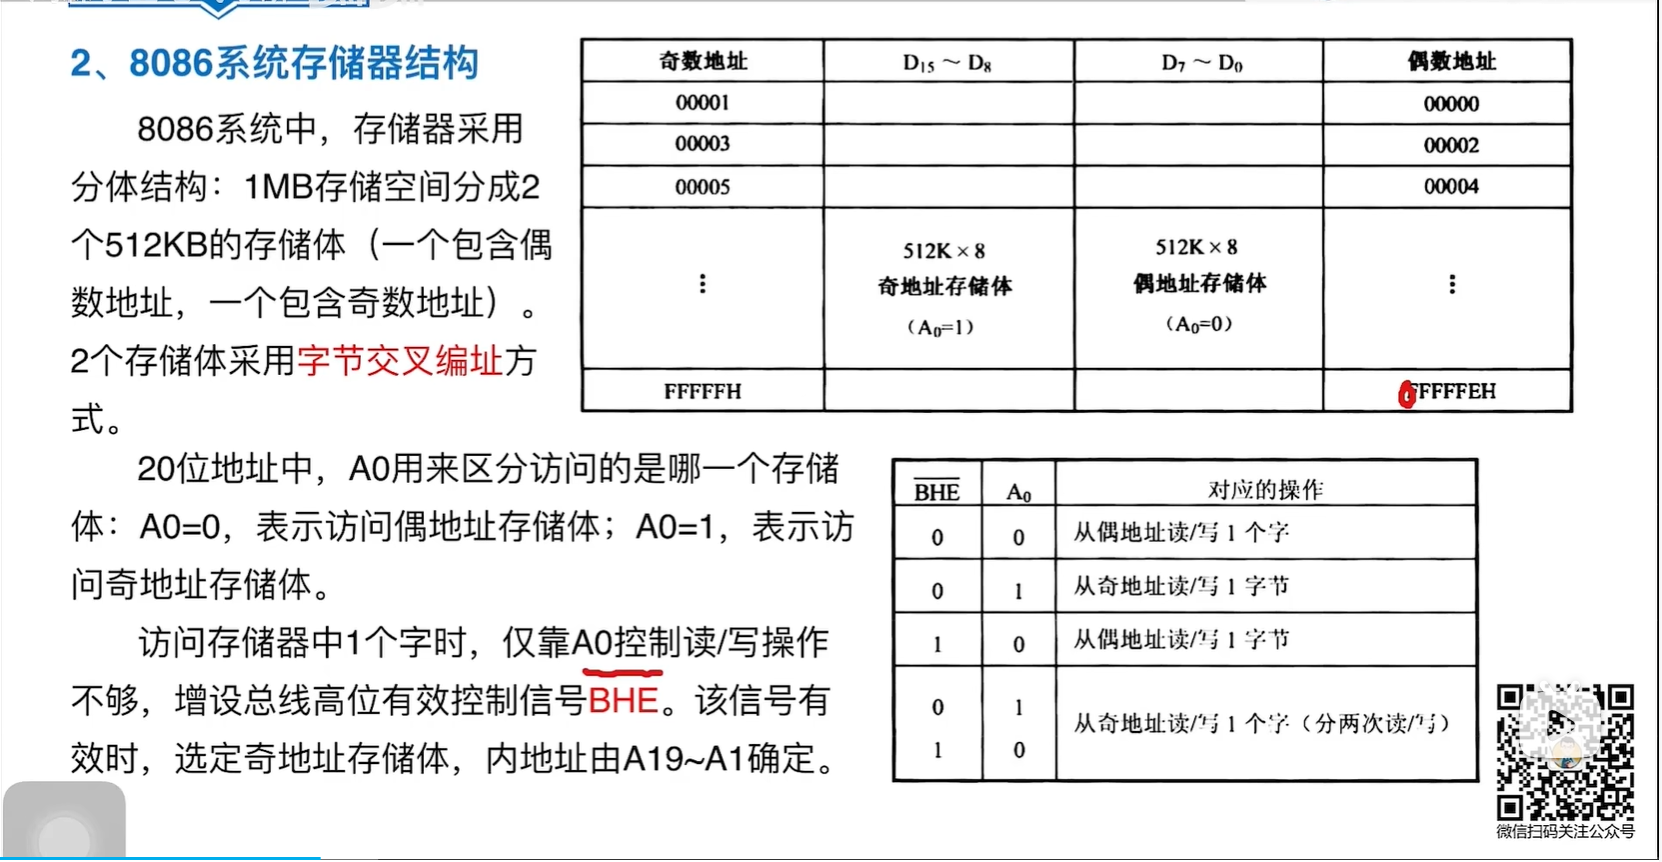 2、8086系统存储器结构
8086系统中，存储器采用
分体结构：1MB存储空间分成2
个512KB的存储体（一个包含偶
数地址，一个包含奇数地址）。
2个存储体采用字节交叉编址方
式。
20位地址中，A0用来区分访问的是哪一个存储
体：A0=0，表示访问偶地址存储体；A0=1，表示访
问奇地址存储体。
访问存储器中1个字时，仅靠A0控制读/写操作
不够，增设总线高位有效控制信号BHE。该信号有
效时，选定奇地址存储体，内地址由A19~A1确定。
奇数地址 D15 ～ D8 D7 ～ D0 偶数地址
00001 00000
00003 00002
00005 00004
⋮ 512K × 8 512K × 8 ⋮
奇地址存储体 偶地址存储体
（A0=1） （A0=0）
FFFFFH FFFFFEH
BHE A0 对应的操作
0 0 从偶地址读/写 1 个字
0 1 从奇地址读/写 1 字节
1 0 从偶地址读/写 1 字节
0 1
从奇地址读/写 1 个字（分两次读/写）
1 0
微信扫码关注公众号